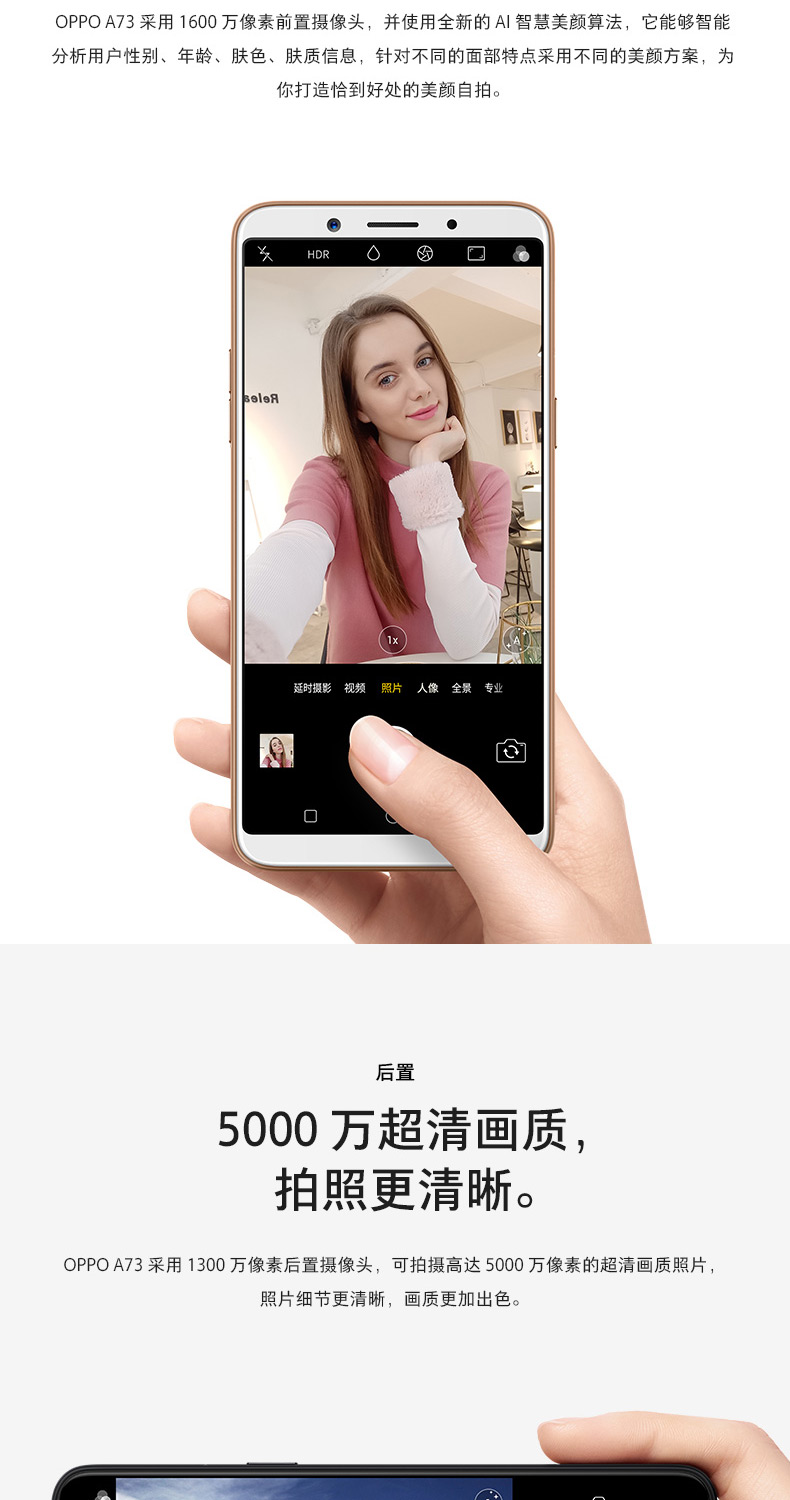 OPPO A73 采用 1600 万像素前置摄像头，并使用全新的 AI 智慧美颜算法，它能够智能
分析用户性别、年龄、肤色、肤质信息，针对不同的面部特点采用不同的美颜方案，为
你打造恰到好处的美颜自拍。
HDR
Relea
1x
A
延时摄影 视频 照片 人像 全景 专业
后置
5000 万超清画质，
拍照更清晰。
OPPO A73 采用 1300 万像素后置摄像头，可拍摄高达 5000 万像素的超清画质照片，
照片细节更清晰，画质更加出色。